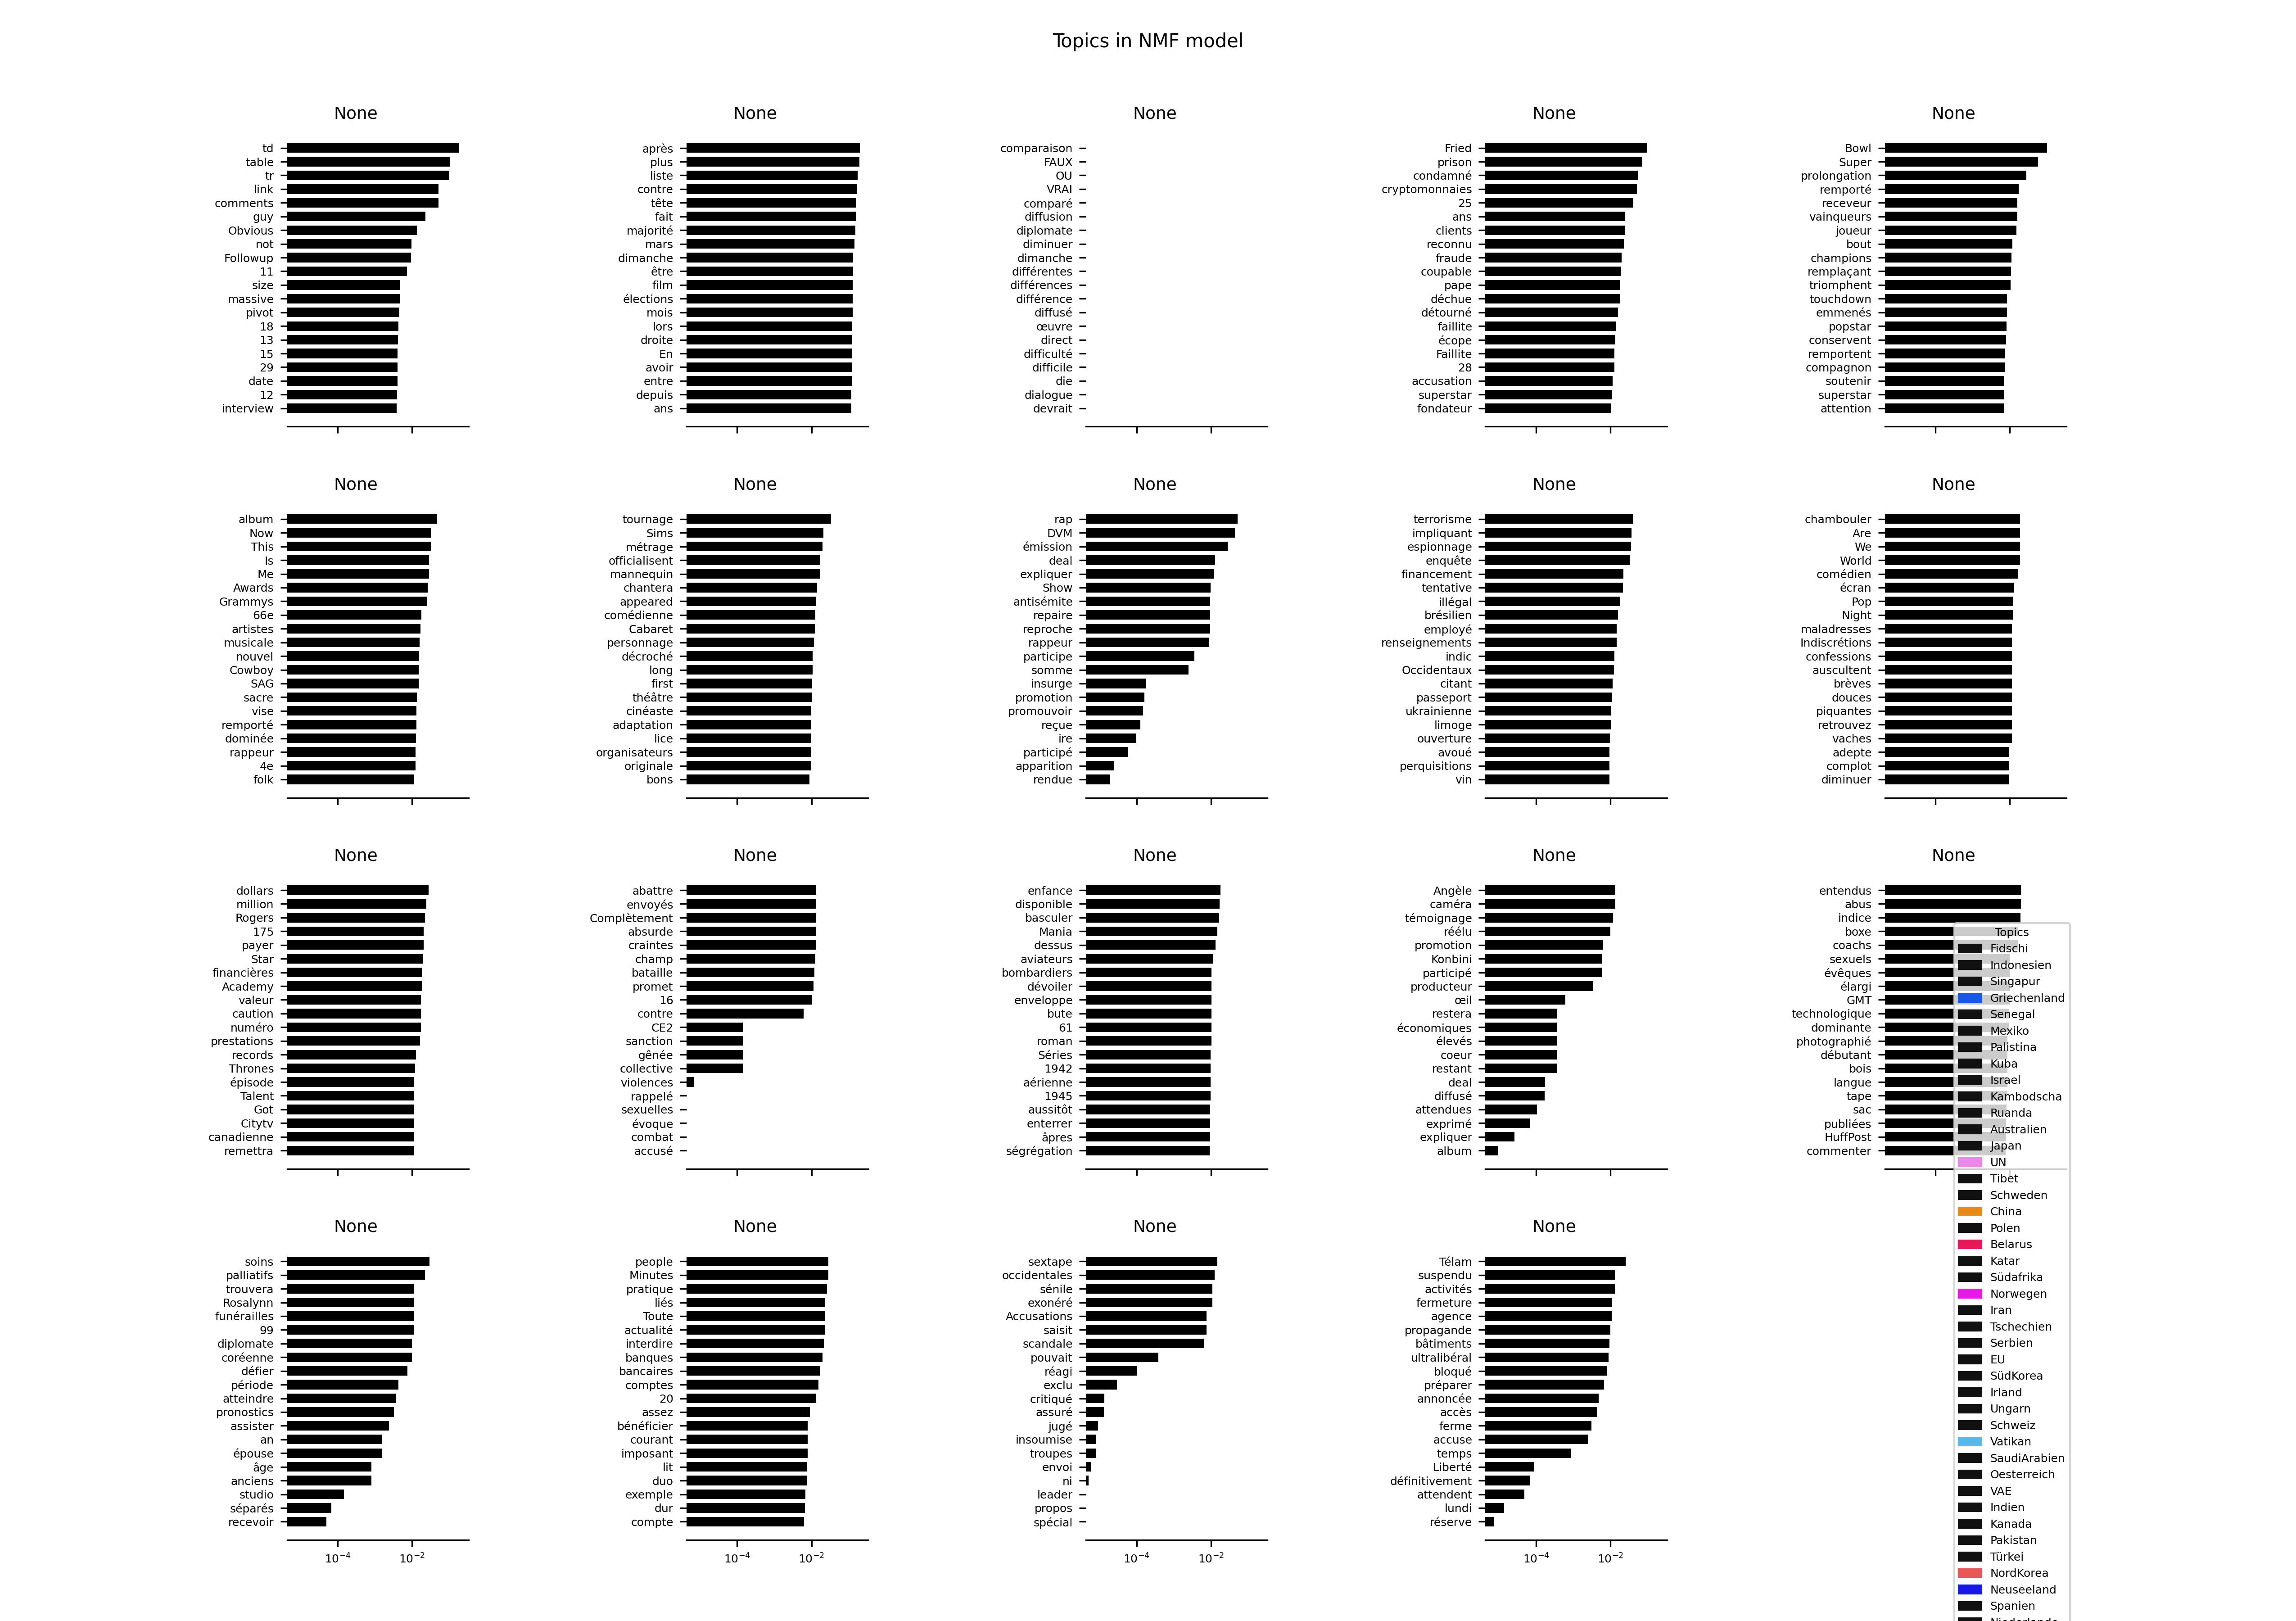 Topics in NMF model
None
td
table
tr
link
comments
guy
Obvious
not
Followup
11
size
massive
pivot
18
13
15
29
date
12
interview
None
après
plus
liste
contre
tête
fait
majorité
mars
dimanche
être
film
élections
mois
lors
droite
En
avoir
entre
depuis
ans
None
comparaison
FAUX
OU
VRAI
comparé
diffusion
diplomate
diminuer
dimanche
différentes
différences
différence
diffusé
œuvre
direct
difficulté
difficile
die
dialogue
devrait
None
Fried
prison
condamné
cryptomonnaies
25
ans
clients
reconnu
fraude
coupable
pape
déchue
détourné
faillite
écope
Faillite
28
accusation
superstar
fondateur
None
Bowl
Super
prolongation
remporté
receveur
vainqueurs
joueur
bout
champions
remplaçant
triomphent
touchdown
emmenés
popstar
conservent
remportent
compagnon
soutenir
superstar
attention
None
album
Now
This
Is
Me
Awards
Grammys
66e
artistes
musicale
nouvel
Cowboy
SAG
sacre
vise
remporté
dominée
rappeur
4e
folk
None
tournage
Sims
métrage
officialisent
mannequin
chantera
appeared
comédienne
Cabaret
personnage
décroché
long
first
théâtre
cinéaste
adaptation
lice
organisateurs
originale
bons
None
rap
DVM
émission
deal
expliquer
Show
antisémite
repaire
reproche
rappeur
participe
somme
insurge
promotion
promouvoir
reçue
ire
participé
apparition
rendue
None
terrorisme
impliquant
espionnage
enquête
financement
tentative
illégal
brésilien
employé
renseignements
indic
Occidentaux
citant
passeport
ukrainienne
limoge
ouverture
avoué
perquisitions
vin
None
chambouler
Are
We
World
comédien
écran
Pop
Night
maladresses
Indiscrétions
confessions
auscultent
brèves
douces
piquantes
retrouvez
vaches
adepte
complot
diminuer
None
dollars
million
Rogers
175
payer
Star
financières
Academy
valeur
caution
numéro
prestations
records
Thrones
épisode
Talent
Got
Citytv
canadienne
remettra
None
abattre
envoyés
Complètement
absurde
craintes
champ
bataille
promet
16
contre
CE2
sanction
gênée
collective
violences
rappelé
sexuelles
évoque
combat
accusé
None
enfance
disponible
basculer
Mania
dessus
aviateurs
bombardiers
dévoiler
enveloppe
bute
61
roman
Séries
1942
aérienne
1945
aussitôt
enterrer
âpres
ségrégation
None
Angèle
caméra
témoignage
réélu
promotion
Konbini
participé
producteur
œil
restera
économiques
élevés
coeur
restant
deal
diffusé
attendues
exprimé
expliquer
album
None
entendus
abus
indice
boxe
coachs
sexuels
évêques
élargi
GMT
technologique
dominante
photographié
débutant
bois
langue
tape
sac
publiées
HuffPost
commenter
None
soins
palliatifs
trouvera
Rosalynn
funérailles
99
diplomate
coréenne
défier
période
atteindre
pronostics
assister
an
épouse
âge
anciens
studio
séparés
recevoir
10⁻⁴ 10⁻²
None
people
Minutes
pratique
liés
Toute
actualité
interdire
banques
bancaires
comptes
20
assez
bénéficier
courant
imposant
lit
duo
exemple
dur
compte
10⁻⁴ 10⁻²
None
sextape
occidentales
sénile
exonéré
Accusations
saisit
scandale
pouvait
réagi
exclu
critiqué
assuré
jugé
insoumise
troupes
envoi
ni
leader
propos
spécial
10⁻⁴ 10⁻²
None
Télam
suspendu
activités
fermeture
agence
propagande
bâtiments
ultralibéral
bloqué
préparer
annoncée
accès
ferme
accuse
temps
Liberté
définitivement
attendent
lundi
réserve
10⁻⁴ 10⁻²
Topics
Fidschi
Indonesien
Singapur
Griechenland
Senegal
Mexiko
Palistina
Kuba
Israel
Kambodscha
Ruanda
Australien
Japan
UN
Tibet
Schweden
China
Polen
Belarus
Katar
Südafrika
Norwegen
Iran
Tschechien
Serbien
EU
SüdKorea
Irland
Ungarn
Schweiz
Vatikan
SaudiArabien
Oesterreich
VAE
Indien
Kanada
Pakistan
Türkei
NordKorea
Neuseeland
Spanien